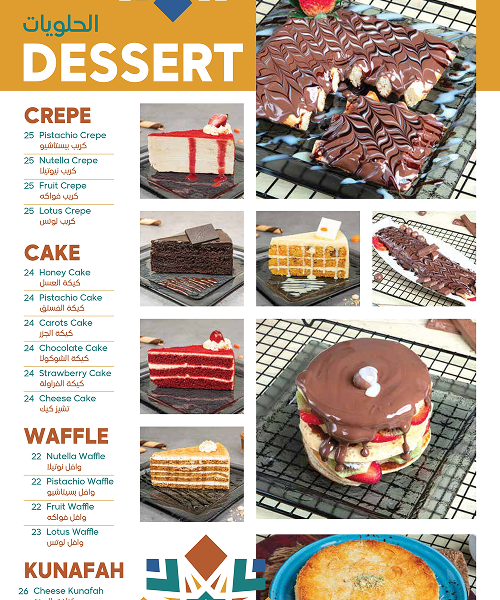 الحلويات
DESSERT
CREPE
25 Pistachio Crepe
كريب بيستاشيو
25 Nutella Crepe
كريب نوتيلا
25 Fruit Crepe
كريب فواكه
25 Lotus Crepe
كريب لوتس
CAKE
24 Honey Cake
كيكة العسل
24 Pistachio Cake
كيكة الفستق
24 Carots Cake
كيكة الجزر
24 Chocolate Cake
كيكة الشوكولا
24 Strawberry Cake
كيكة الفراولة
24 Cheese Cake
تشيز كيك
WAFFLE
22 Nutella Waffle
وافل نوتيلا
22 Pistachio Waffle
وافل بستاشيو
22 Fruit Waffle
وافل فواكه
23 Lotus Waffle
وافل لوتس
KUNAFAH
26 Cheese Kunafah